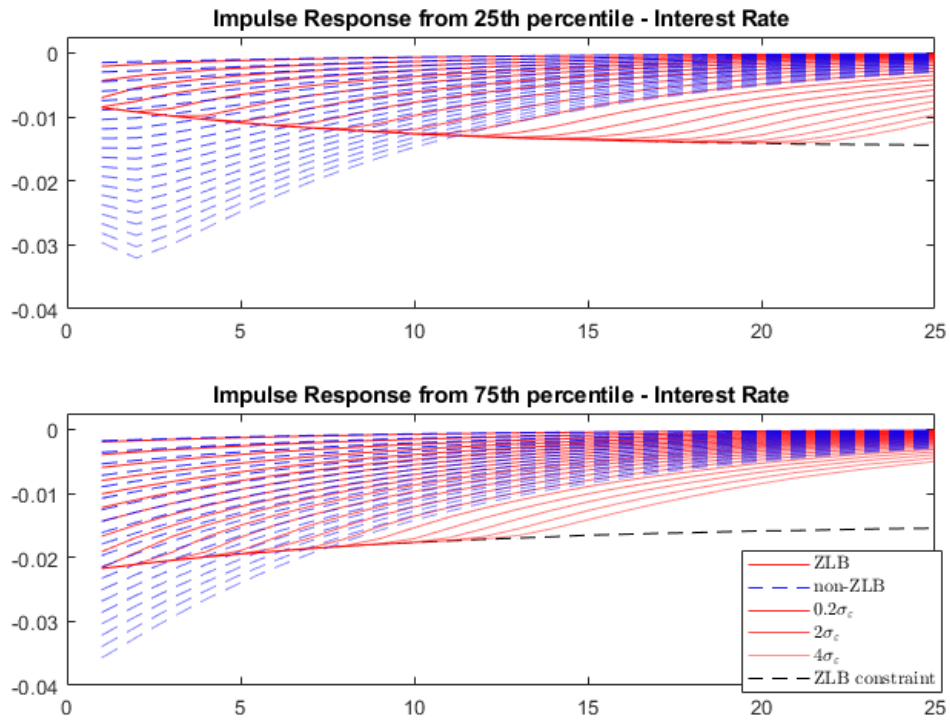 Impulse Response from 25th percentile - Interest Rate
0
-0.01
-0.02
-0.03
-0.04
0 5 10 15 20 25
Impulse Response from 75th percentile - Interest Rate
0
-0.01
-0.02
-0.03
-0.04
ZLB
non-ZLB
0.2σε
2σε
4σε
ZLB constraint
0 5 10 15 20 25